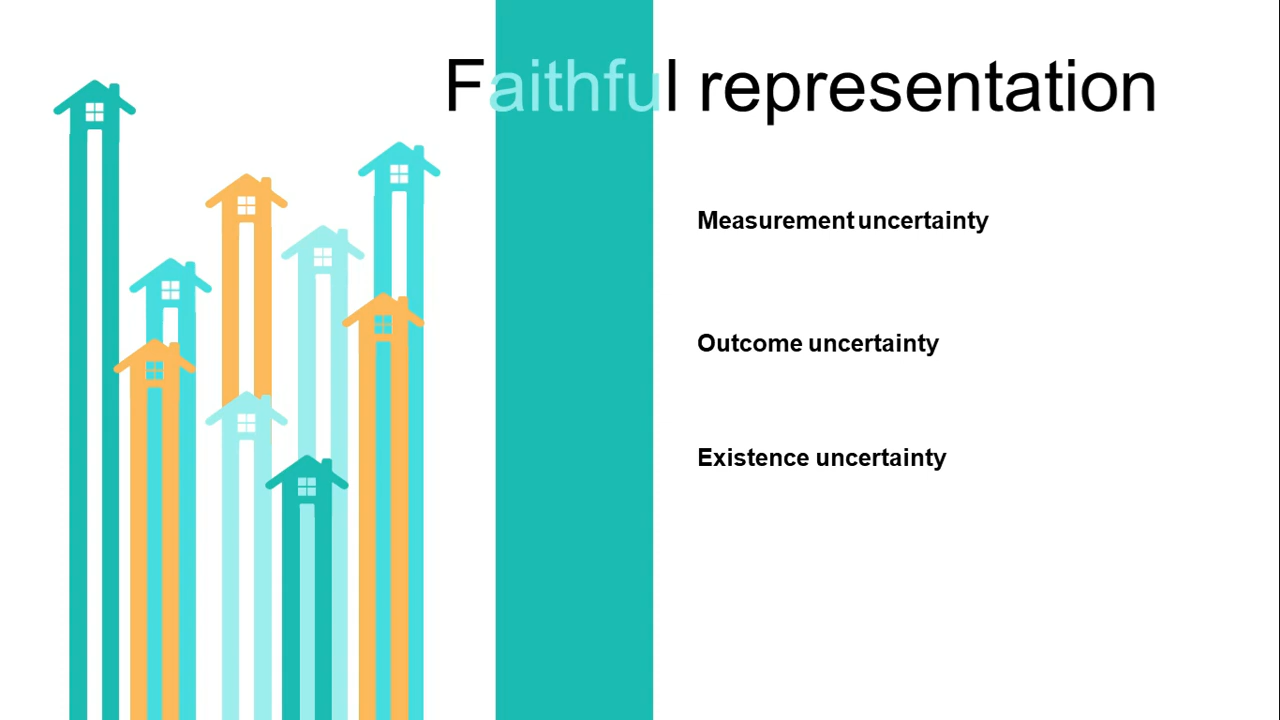 Faithful representation
Measurement uncertainty
Outcome uncertainty
Existence uncertainty